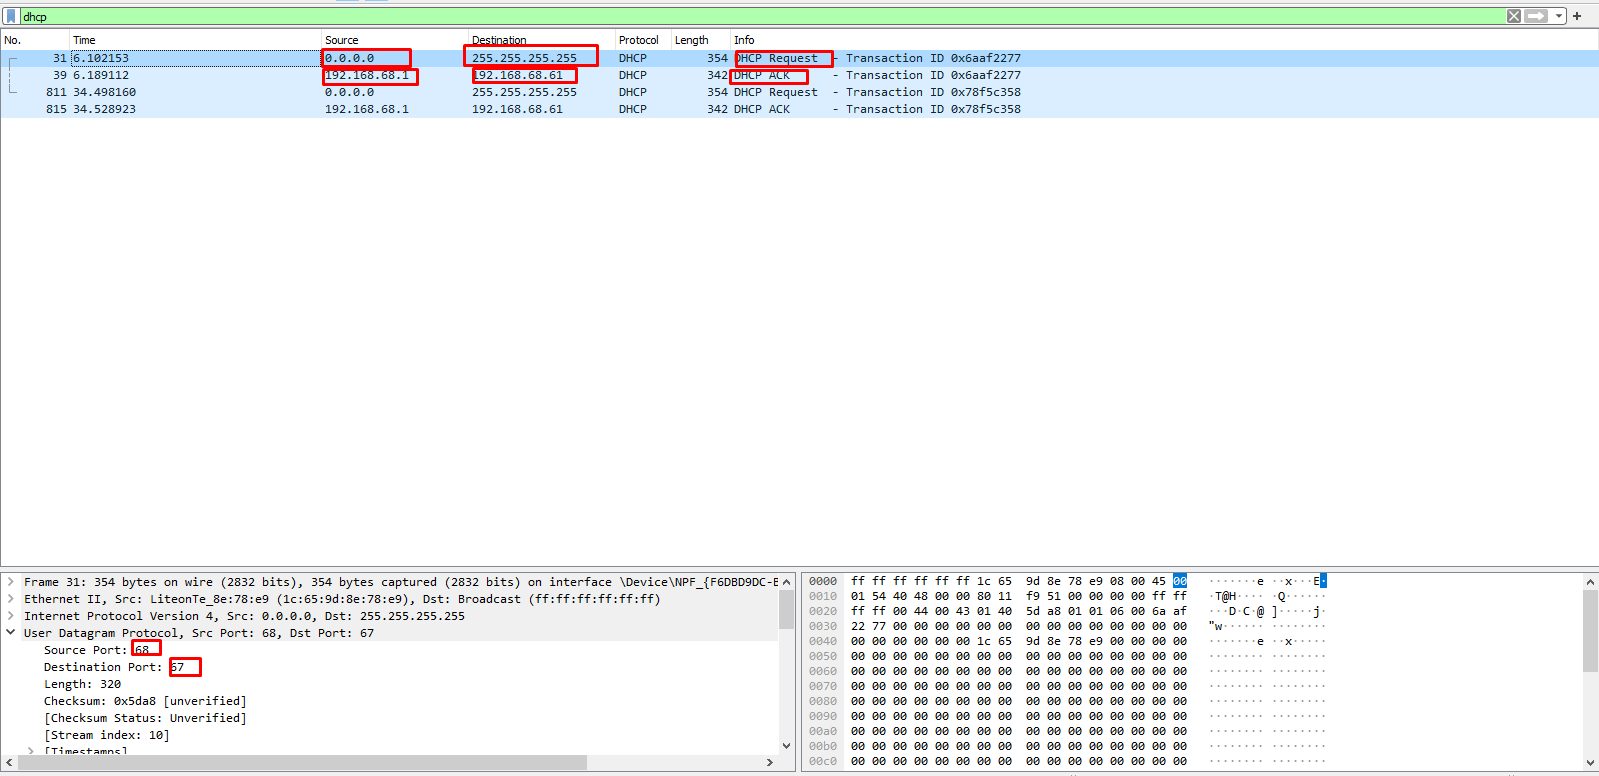 dhcp
No. Time Source Destination Protocol Length Info
31 6.102153 0.0.0.0 255.255.255.255 DHCP 354 DHCP Request - Transaction ID 0x6aaf2277
39 6.189112 192.168.68.1 192.168.68.61 DHCP 342 DHCP ACK - Transaction ID 0x6aaf2277
811 34.498160 0.0.0.0 255.255.255.255 DHCP 354 DHCP Request - Transaction ID 0x78f5c358
815 34.528923 192.168.68.1 192.168.68.61 DHCP 342 DHCP ACK - Transaction ID 0x78f5c358
Frame 31: 354 bytes on wire (2832 bits), 354 bytes captured (2832 bits) on interface \Device\NPF_{F6DBD9DC-E
Ethernet II, Src: LiteonTe_8e:78:e9 (1c:65:9d:8e:78:e9), Dst: Broadcast (ff:ff:ff:ff:ff:ff)
Internet Protocol Version 4, Src: 0.0.0.0, Dst: 255.255.255.255
User Datagram Protocol, Src Port: 68, Dst Port: 67
Source Port: 68
Destination Port: 67
Length: 320
Checksum: 0x5da8 [unverified]
[Checksum Status: Unverified]
[Stream index: 10]
[Timestamps]
0000 ff ff ff ff ff ff 1c 65 9d 8e 78 e9 08 00 45 00 ·······e ··x···E·
0010 01 54 40 48 00 00 80 11 f9 51 00 00 00 00 ff ff ·T@H···· ·Q······
0020 ff ff 00 44 00 43 01 40 5d a8 01 01 06 00 6a af ···D·C·@ ]·····j·
0030 22 77 00 00 00 00 00 00 00 00 00 00 00 00 00 00 "w······ ········
0040 00 00 00 00 00 00 1c 65 9d 8e 78 e9 00 00 00 00 ·······e ··x·····
0050 00 00 00 00 00 00 00 00 00 00 00 00 00 00 00 00 ········ ········
0060 00 00 00 00 00 00 00 00 00 00 00 00 00 00 00 00 ········ ········
0070 00 00 00 00 00 00 00 00 00 00 00 00 00 00 00 00 ········ ········
0080 00 00 00 00 00 00 00 00 00 00 00 00 00 00 00 00 ········ ········
0090 00 00 00 00 00 00 00 00 00 00 00 00 00 00 00 00 ········ ········
00a0 00 00 00 00 00 00 00 00 00 00 00 00 00 00 00 00 ········ ········
00b0 00 00 00 00 00 00 00 00 00 00 00 00 00 00 00 00 ········ ········
00c0 00 00 00 00 00 00 00 00 00 00 00 00 00 00 00 00 ········ ········